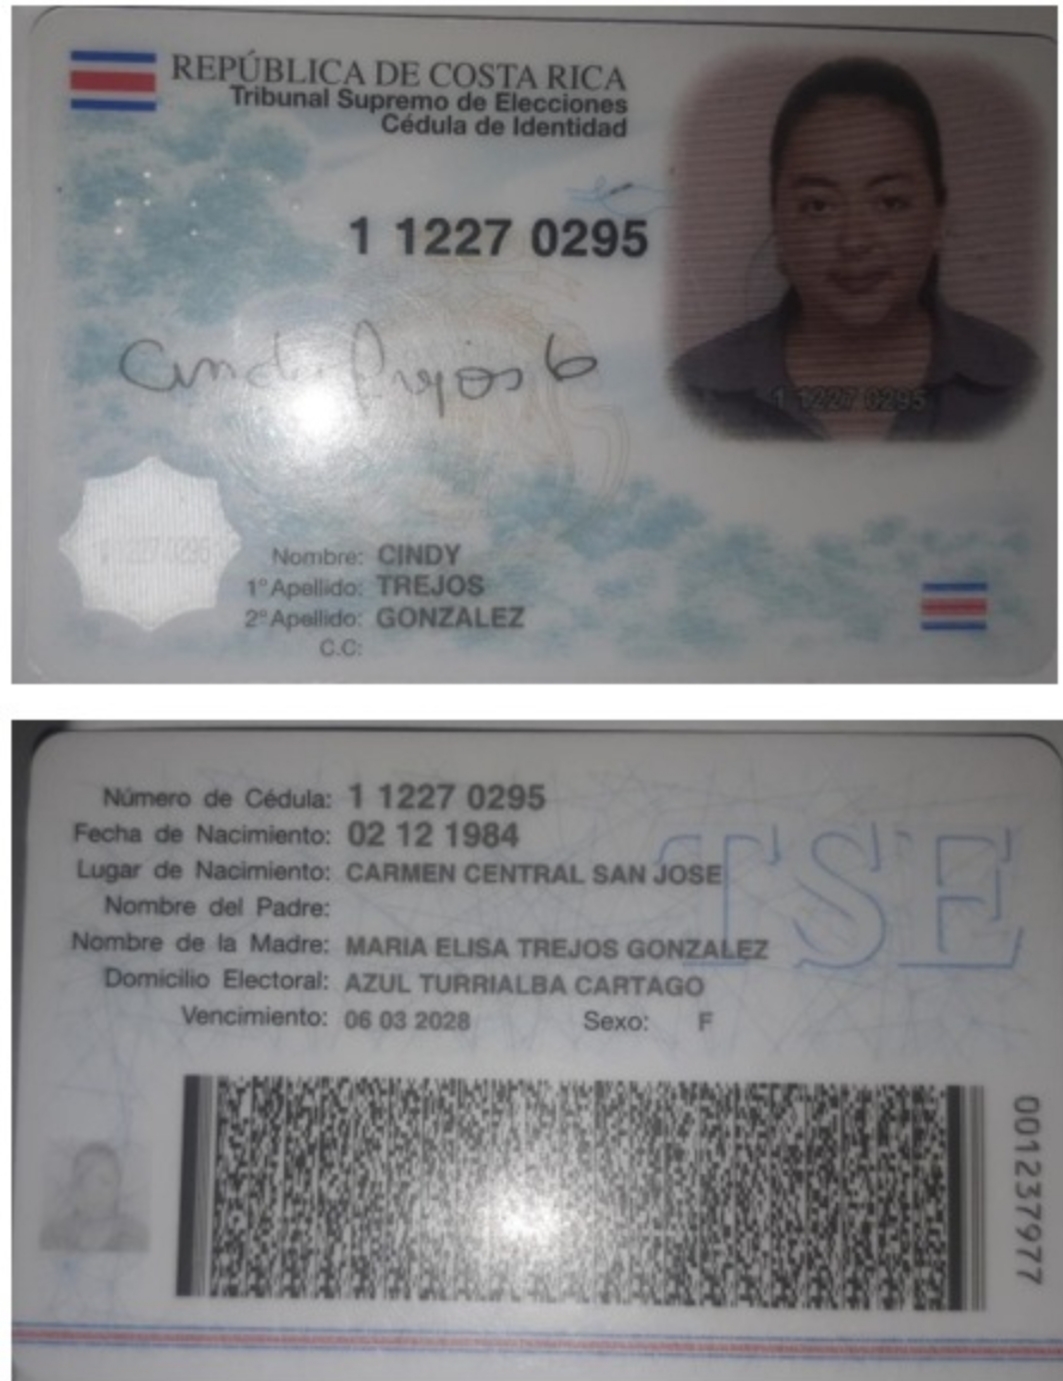 REPÚBLICA DE COSTA RICA
Tribunal Supremo de Elecciones
Cédula de Identidad
1 1227 0295
Cindy Trejos G
1 1227 0295
1 1227 0295
Nombre: CINDY
1º Apellido: TREJOS
2º Apellido: GONZALEZ
C.C:
Número de Cédula: 1 1227 0295
Fecha de Nacimiento: 02 12 1984
Lugar de Nacimiento: CARMEN CENTRAL SAN JOSE
Nombre del Padre:
Nombre de la Madre: MARIA ELISA TREJOS GONZALEZ
Domicilio Electoral: AZUL TURRIALBA CARTAGO
Vencimiento: 06 03 2028 Sexo: F
TSE
001237977